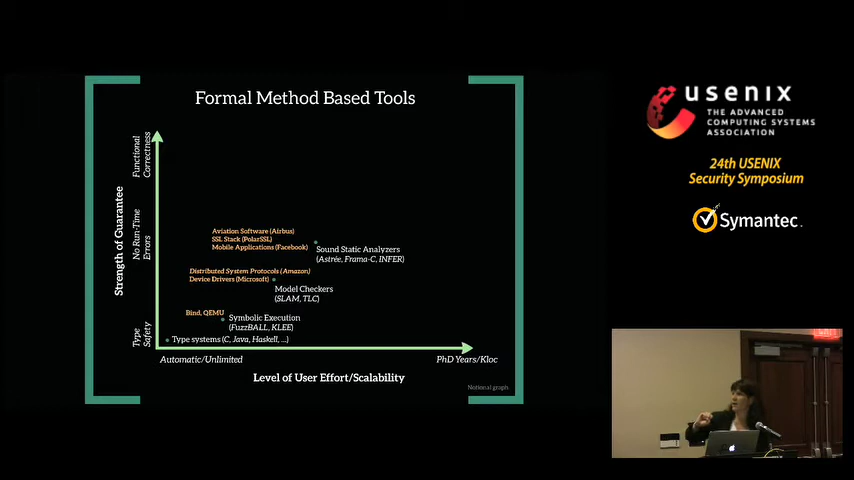 Formal Method Based Tools
Functional
Correctness
No Run-Time
Errors
Type
Safety
Strength of Guarantee
Aviation Software (Airbus)
SSL Stack (PolarSSL)
Mobile Applications (Facebook)
Sound Static Analyzers
(Astrée, Frama-C, INFER)
Distributed System Protocols (Amazon)
Device Drivers (Microsoft)
Model Checkers
(SLAM, TLC)
Bind, QEMU
Symbolic Execution
(FuzzBALL, KLEE)
Type systems (C, Java, Haskell, ...)
Automatic/Unlimited
PhD Years/Kloc
Level of User Effort/Scalability
Notional graph
usenix
THE ADVANCED
COMPUTING SYSTEMS
ASSOCIATION
24th USENIX
Security Symposium
Symantec.